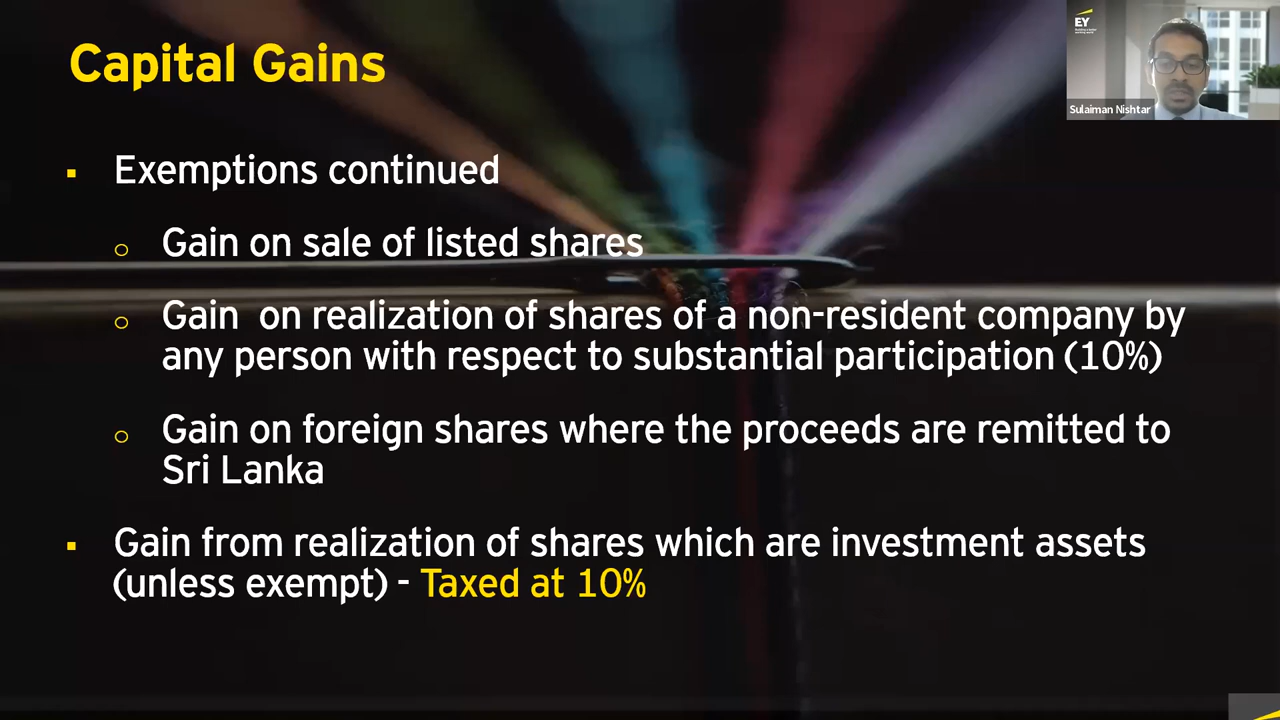 Capital Gains
EY
Sulaiman Nishtar
▪ Exemptions continued
o Gain on sale of listed shares
o Gain on realization of shares of a non-resident company by
any person with respect to substantial participation (10%)
o Gain on foreign shares where the proceeds are remitted to
Sri Lanka
▪ Gain from realization of shares which are investment assets
(unless exempt) - Taxed at 10%